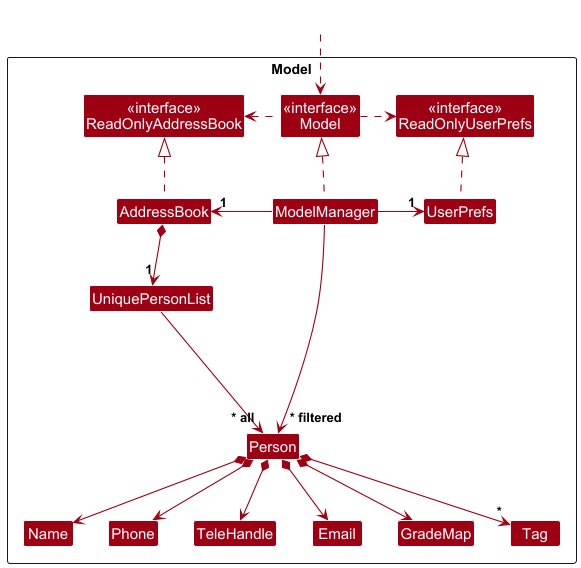 Model
«interface»
ReadOnlyAddressBook
«interface»
Model
«interface»
ReadOnlyUserPrefs
AddressBook
1
ModelManager
1
UserPrefs
1
UniquePersonList
* all
* filtered
Person
*
Name
Phone
TeleHandle
Email
GradeMap
Tag